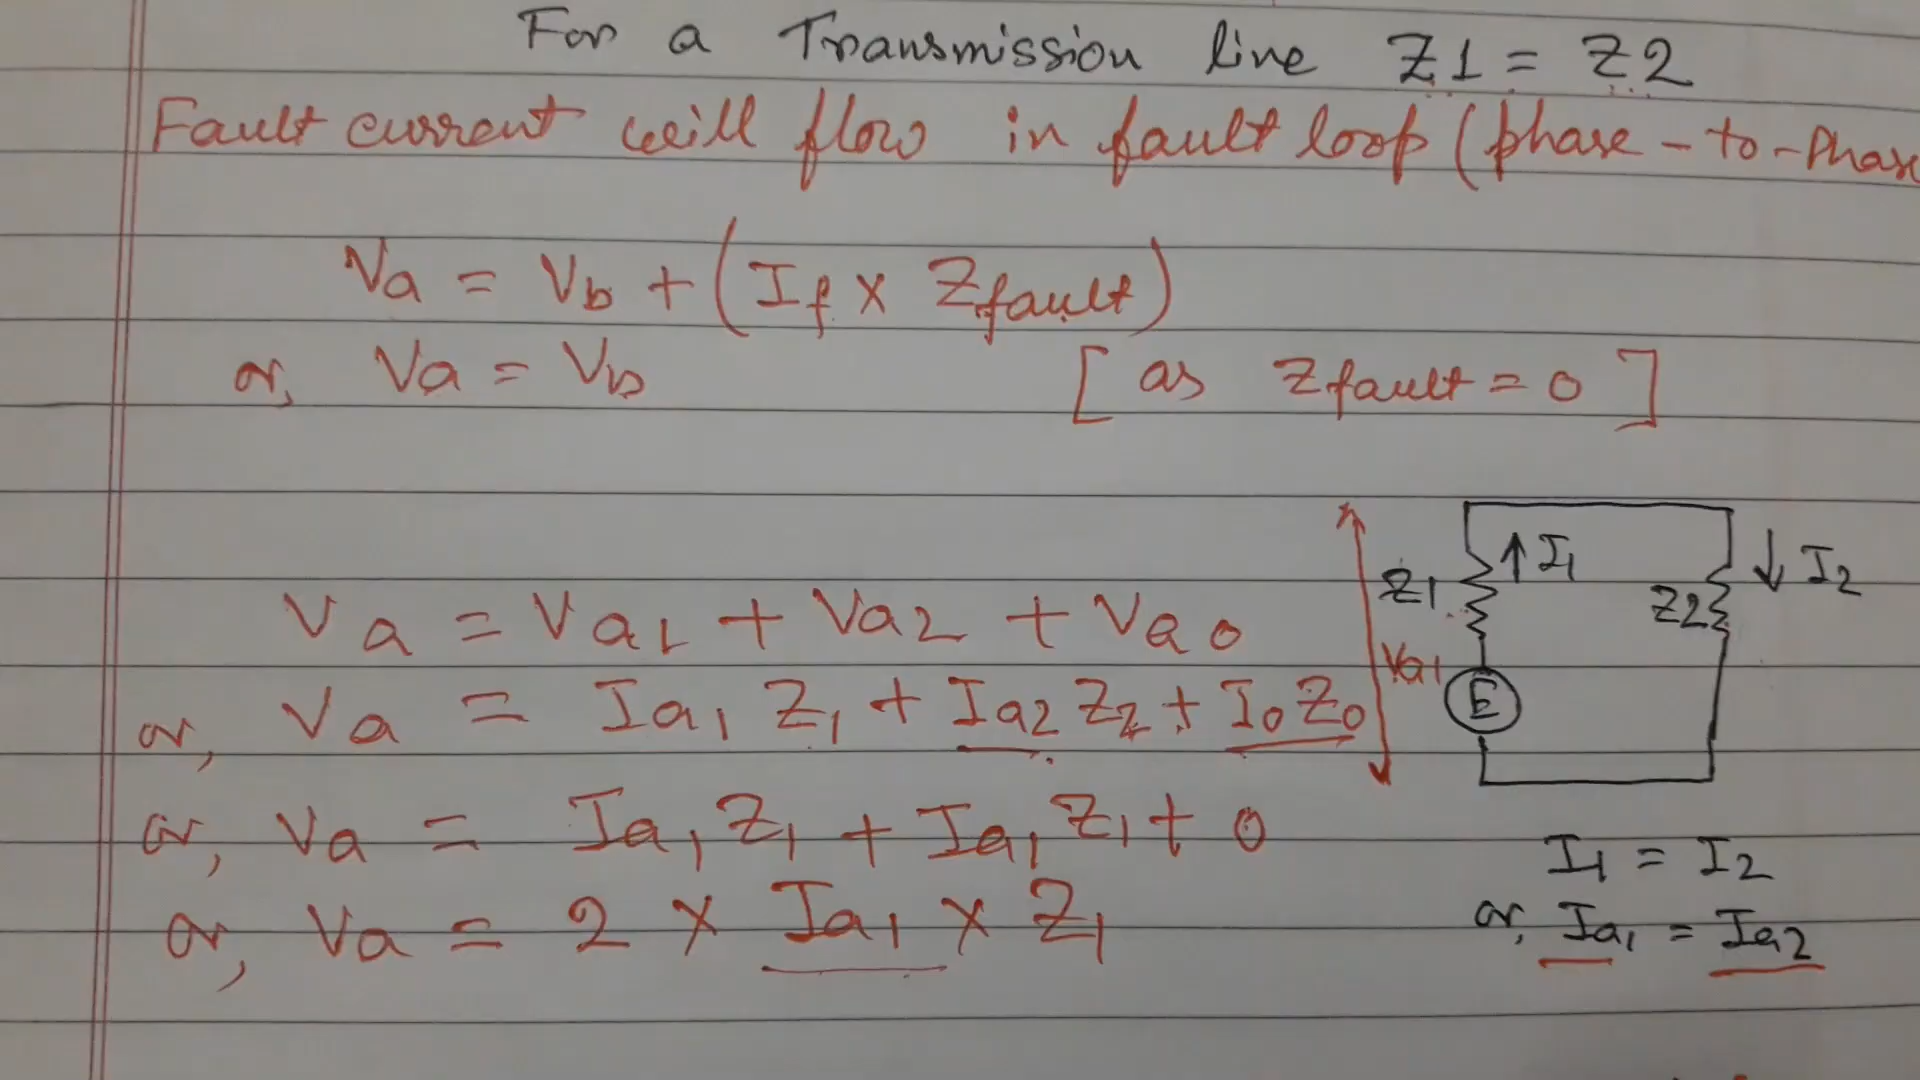 For a Transmission line Z1 = Z2
Fault current will flow in fault loop (phase-to-phase
Va = Vb + (If x Zfault)
or, Va = Vb [as Zfault = 0]
Va = Va1 + Va2 + Va0
or, Va = Ia1 Z1 + Ia2 Z2 + I0 Z0
or, Va = Ia1 Z1 + Ia1 Z1 + 0
or, Va = 2 x Ia1 x Z1
Z1 ↑ I1 Z2 ↓ I2
Va1
E
I1 = I2
or, Ia1 = Ia2